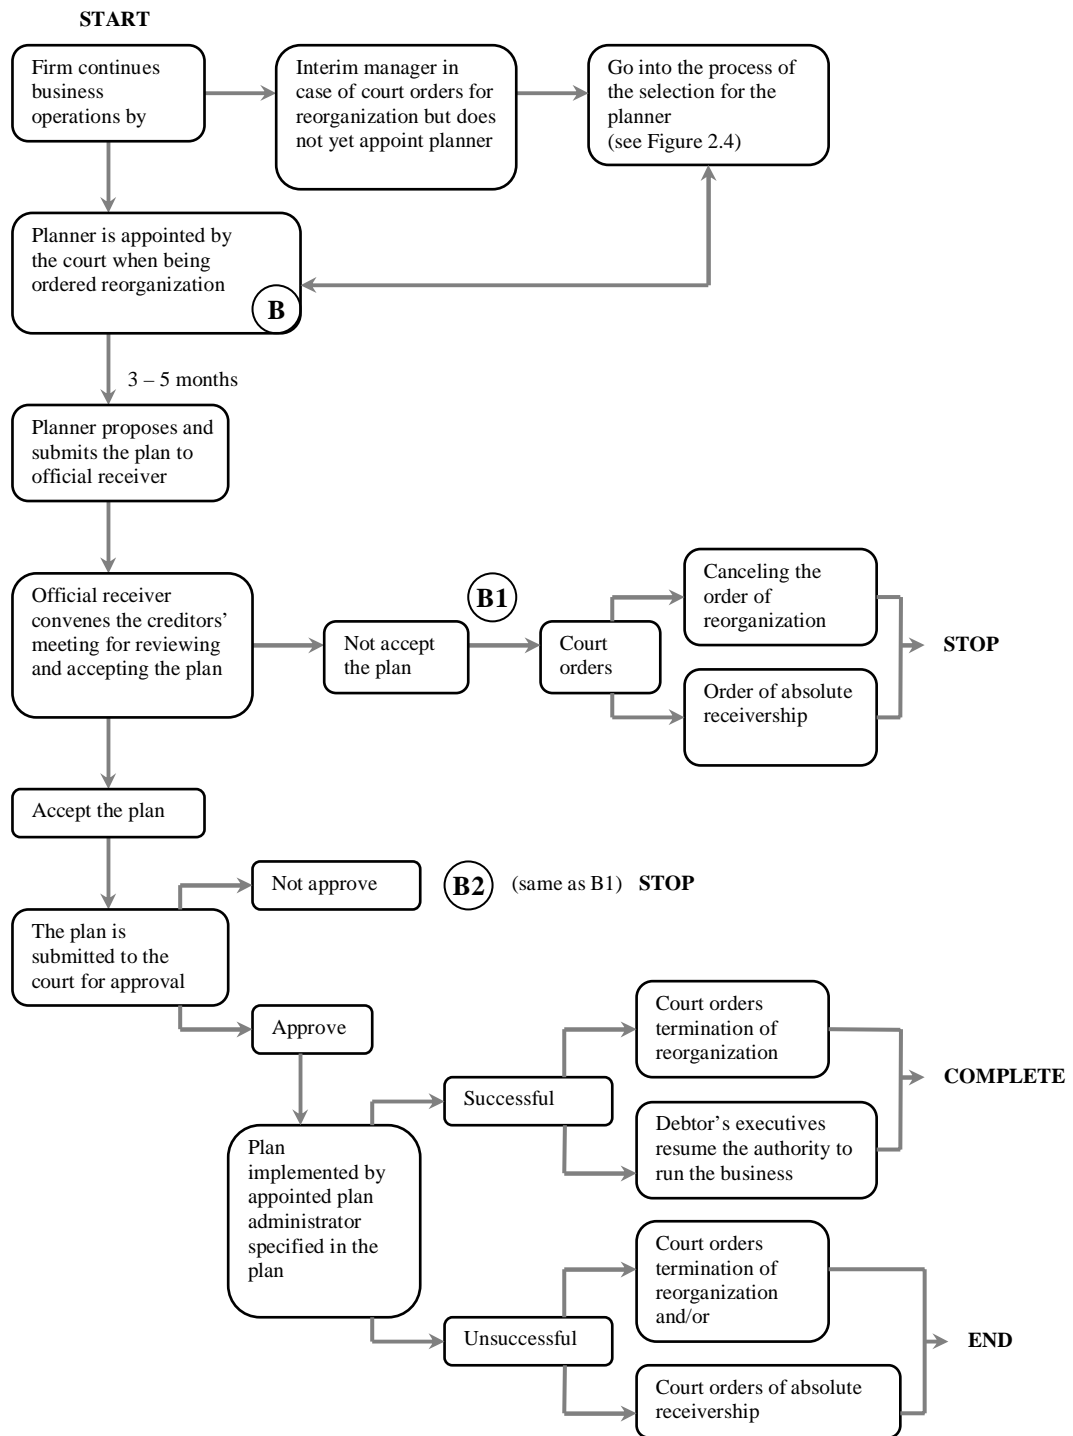 START
Firm continues
business
operations by
Interim manager in
case of court orders for
reorganization but does
not yet appoint planner
Go into the process of
the selection for the
planner
(see Figure 2.4)
Planner is appointed by
the court when being
ordered reorganization
B
3 – 5 months
Planner proposes and
submits the plan to
official receiver
Official receiver
convenes the creditors’
meeting for reviewing
and accepting the plan
Not accept
the plan
B1
Court
orders
Canceling the
order of
reorganization
Order of absolute
receivership
STOP
Accept the plan
The plan is
submitted to the
court for approval
Not approve
B2
(same as B1) STOP
Approve
Plan
implemented by
appointed plan
administrator
specified in the
plan
Successful
Court orders
termination of
reorganization
Debtor’s executives
resume the authority to
run the business
COMPLETE
Unsuccessful
Court orders
termination of
reorganization
and/or
Court orders of absolute
receivership
END